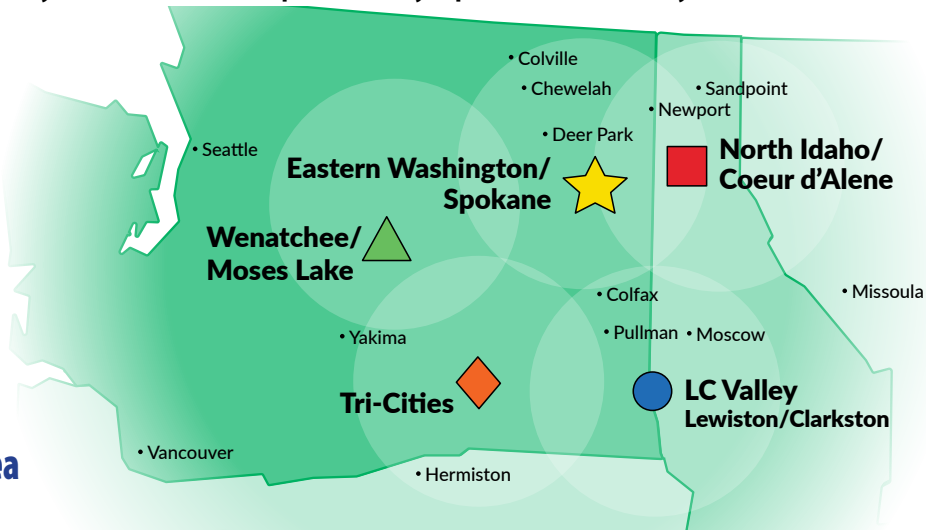 Colville
Chewelah
Sandpoint
Newport
Deer Park
Seattle
North Idaho/
Coeur d’Alene
Eastern Washington/
Spokane
Wenatchee/
Moses Lake
Missoula
Colfax
Pullman
Moscow
Yakima
LC Valley
Lewiston/Clarkston
Tri-Cities
Vancouver
Hermiston